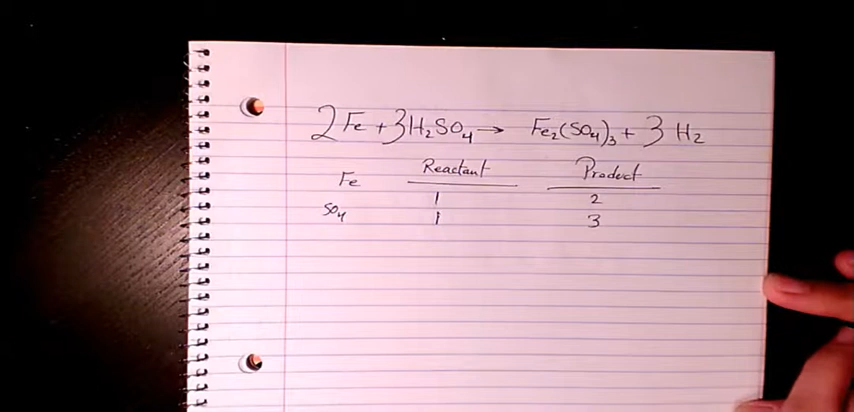 2Fe + 3H₂SO₄ → Fe₂(SO₄)₃ + 3 H₂
Reactant Product
Fe 1 2
SO₄ 1 3